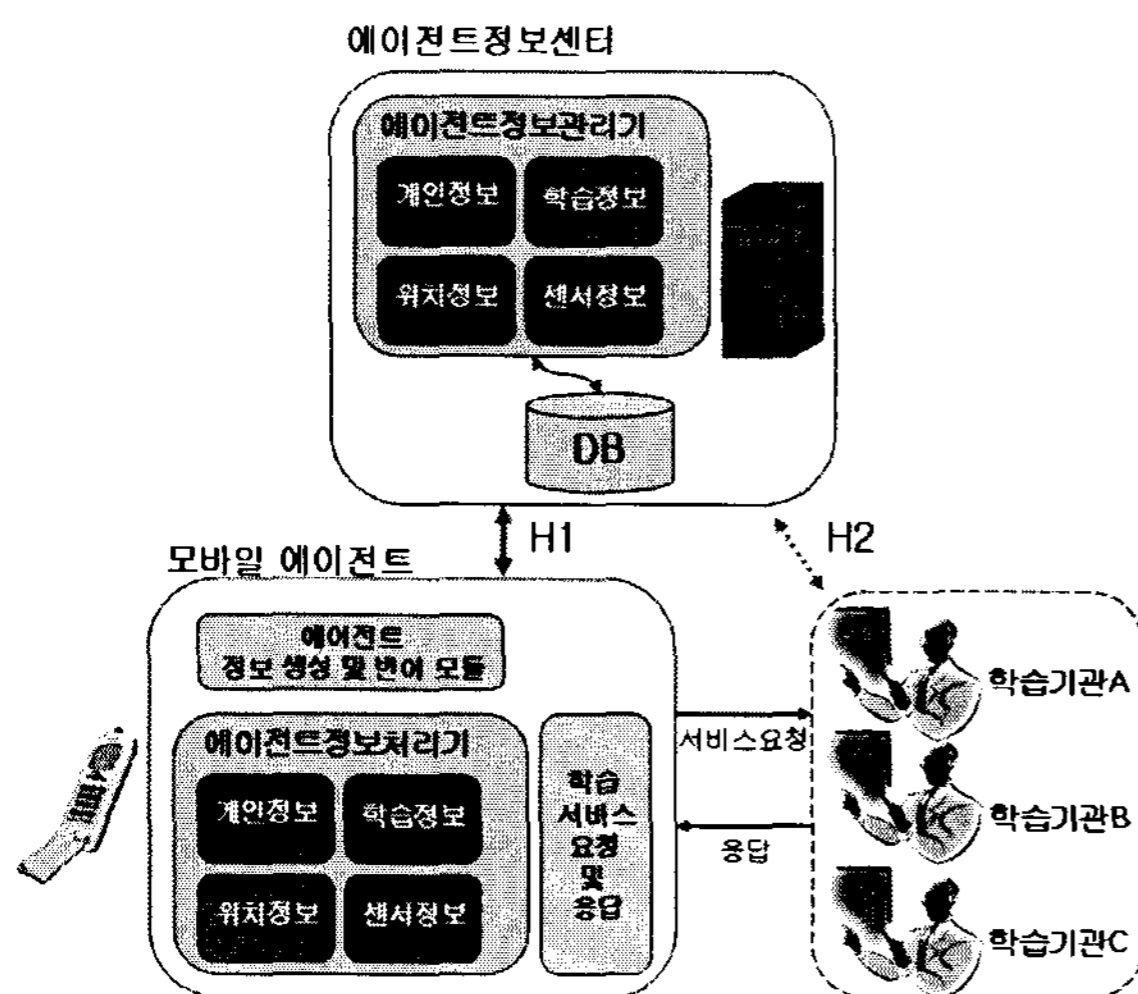 에이전트정보센터
에이전트정보관리기
개인정보
학습정보
위치정보
센서정보
DB
H1
H2
모바일 에이전트
에이전트
정보 생성 및 변이 모듈
에이전트정보처리기
개인정보
학습정보
위치정보
센서정보
학습
서비스
요청
및
응답
서비스요청
응답
학습기관A
학습기관B
학습기관C